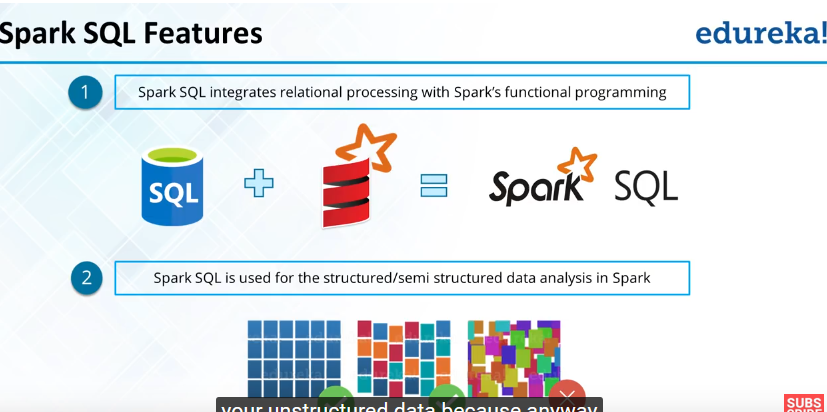 Spark SQL Features
edureka!
1
Spark SQL integrates relational processing with Spark's functional programming
SQL
Spark SQL
2
Spark SQL is used for the structured/semi structured data analysis in Spark
your unstructured data because anyway
SUBS